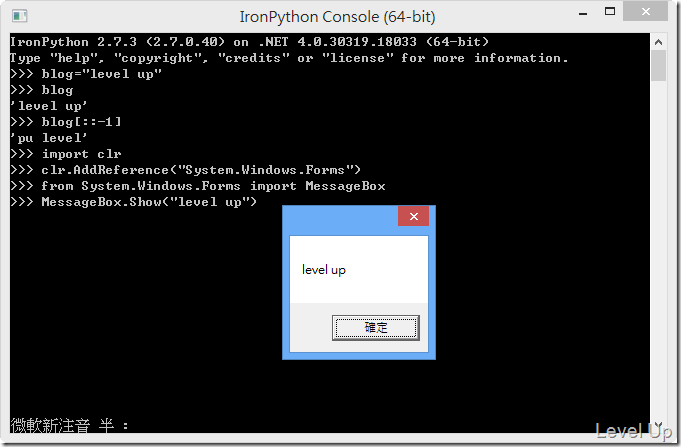 IronPython Console (64-bit)
IronPython 2.7.3 (2.7.0.40) on .NET 4.0.30319.18033 (64-bit)
Type "help", "copyright", "credits" or "license" for more information.
>>> blog="level up"
>>> blog
'level up'
>>> blog[::-1]
'pu level'
>>> import clr
>>> clr.AddReference("System.Windows.Forms")
>>> from System.Windows.Forms import MessageBox
>>> MessageBox.Show("level up")
level up
確定
微軟新注音 半 :
Level Up